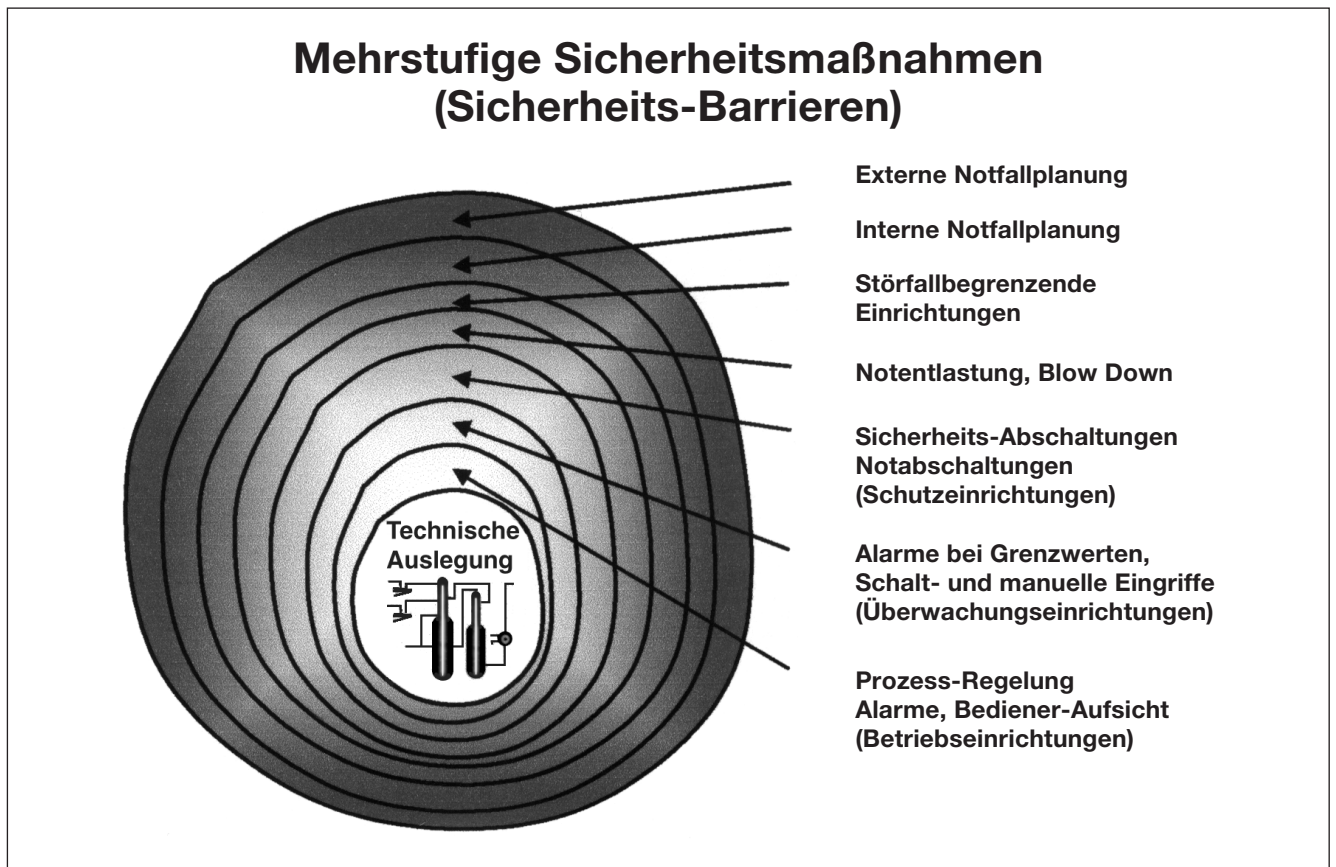 Mehrstufige Sicherheitsmaßnahmen
(Sicherheits-Barrieren)
Externe Notfallplanung
Interne Notfallplanung
Störfallbegrenzende
Einrichtungen
Notentlastung, Blow Down
Sicherheits-Abschaltungen
Notabschaltungen
(Schutzeinrichtungen)
Alarme bei Grenzwerten,
Schalt- und manuelle Eingriffe
(Überwachungseinrichtungen)
Prozess-Regelung
Alarme, Bediener-Aufsicht
(Betriebseinrichtungen)
Technische
Auslegung